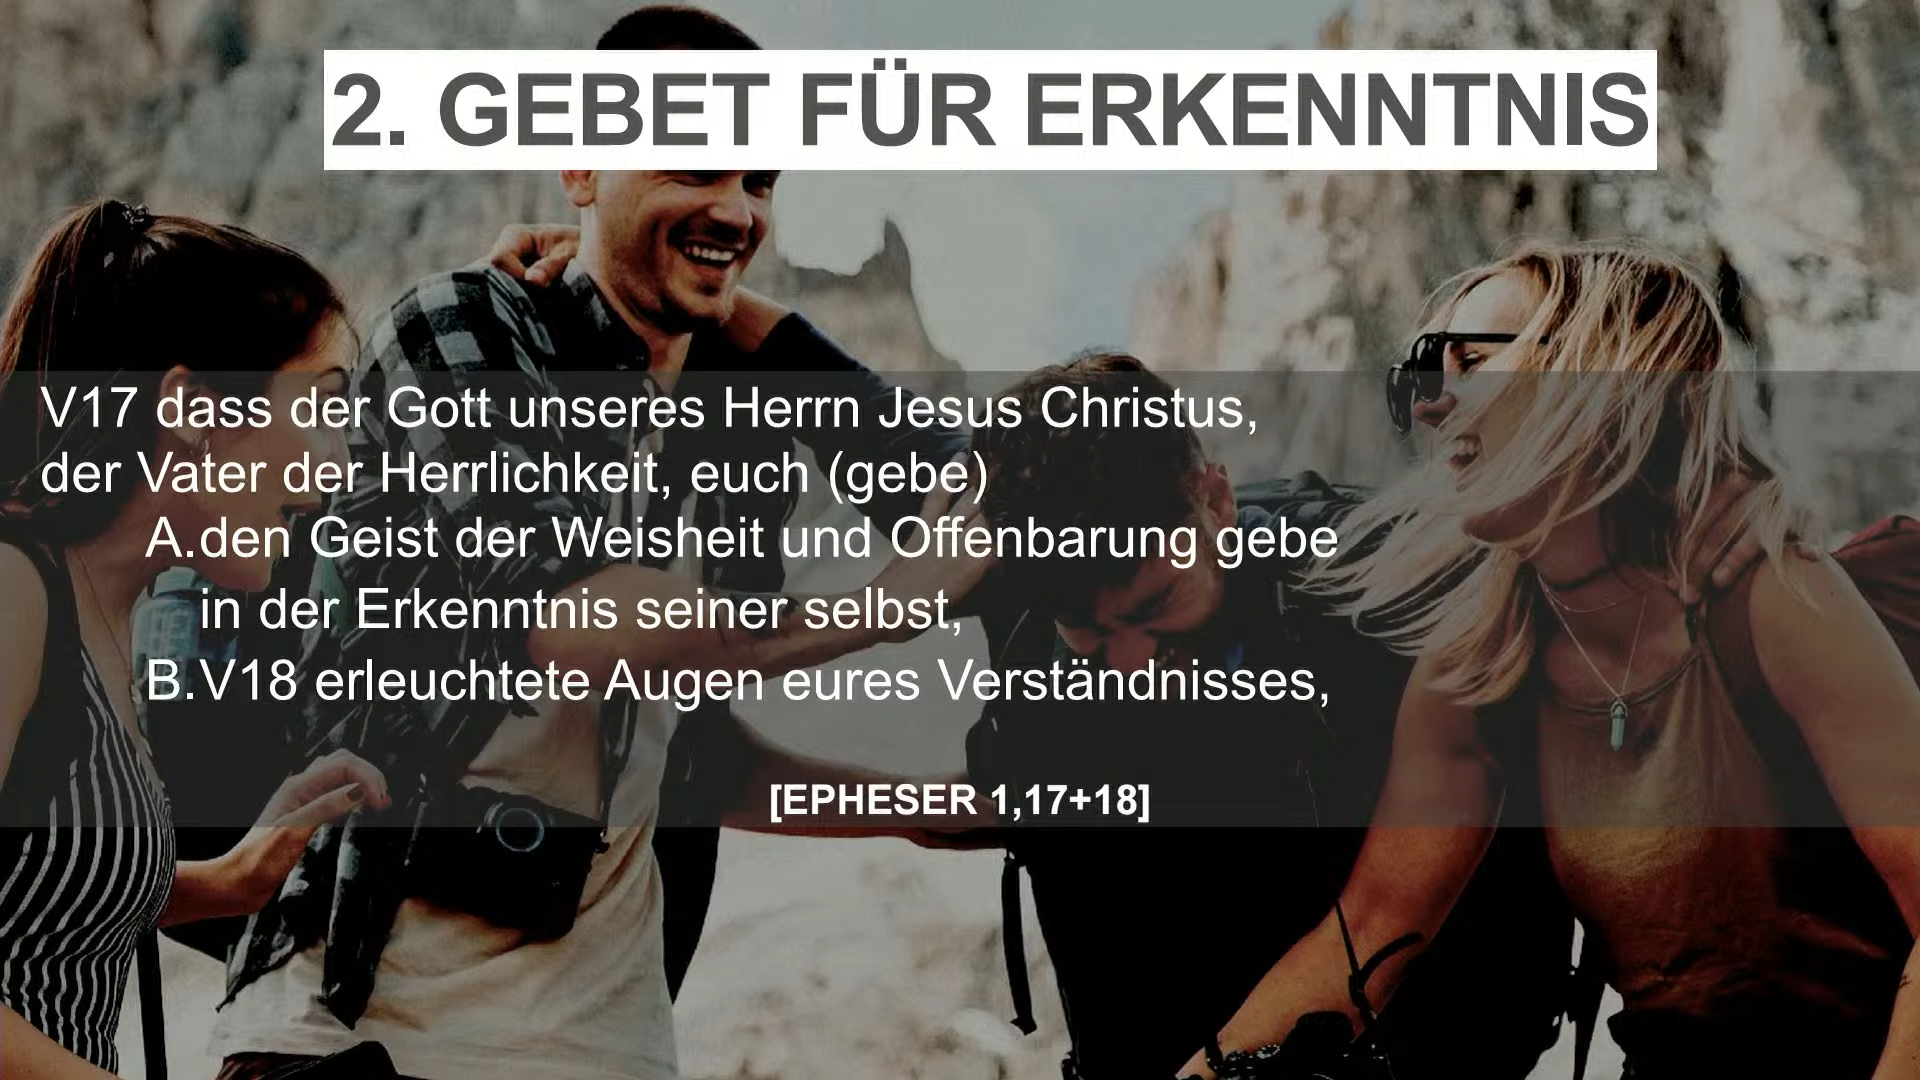 2. GEBET FÜR ERKENNTNIS
V17 dass der Gott unseres Herrn Jesus Christus,
der Vater der Herrlichkeit, euch (gebe)
A.den Geist der Weisheit und Offenbarung gebe
in der Erkenntnis seiner selbst,
B.V18 erleuchtete Augen eures Verständnisses,
[EPHESER 1,17+18]